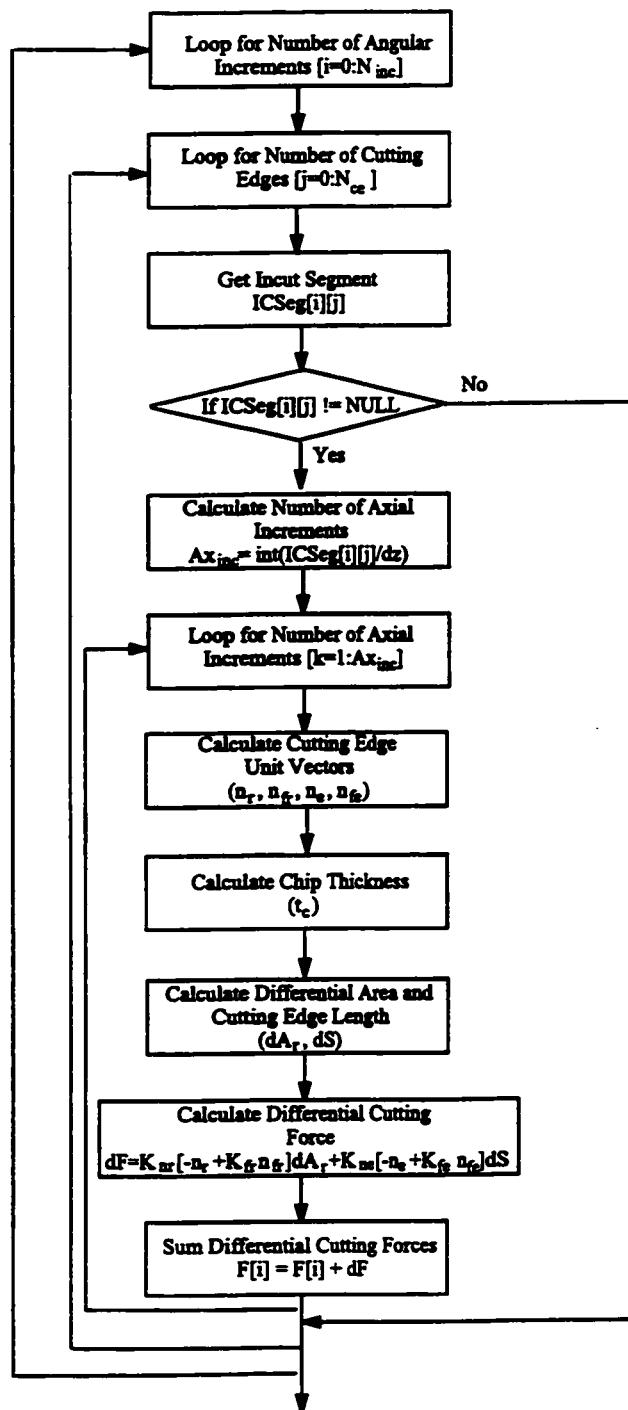 Loop for Number of Angular
Increments [i=0:N inc]
Loop for Number of Cutting
Edges [j=0:N ce ]
Get Incut Segment
ICSeg[i][j]
If ICSeg[i][j] != NULL
No
Yes
Calculate Number of Axial
Increments
Ax inc= int(ICSeg[i][j]/dz)
Loop for Number of Axial
Increments [k=1:Ax inc]
Calculate Cutting Edge
Unit Vectors
(n r , n fr , n e , n fe)
Calculate Chip Thickness
(t c)
Calculate Differential Area and
Cutting Edge Length
(dA r , dS)
Calculate Differential Cutting
Force
dF=K nr [-n r +K fr n fr]dA r +K ne[-n e +K fe n fe]dS
Sum Differential Cutting Forces
F[i] = F[i] + dF